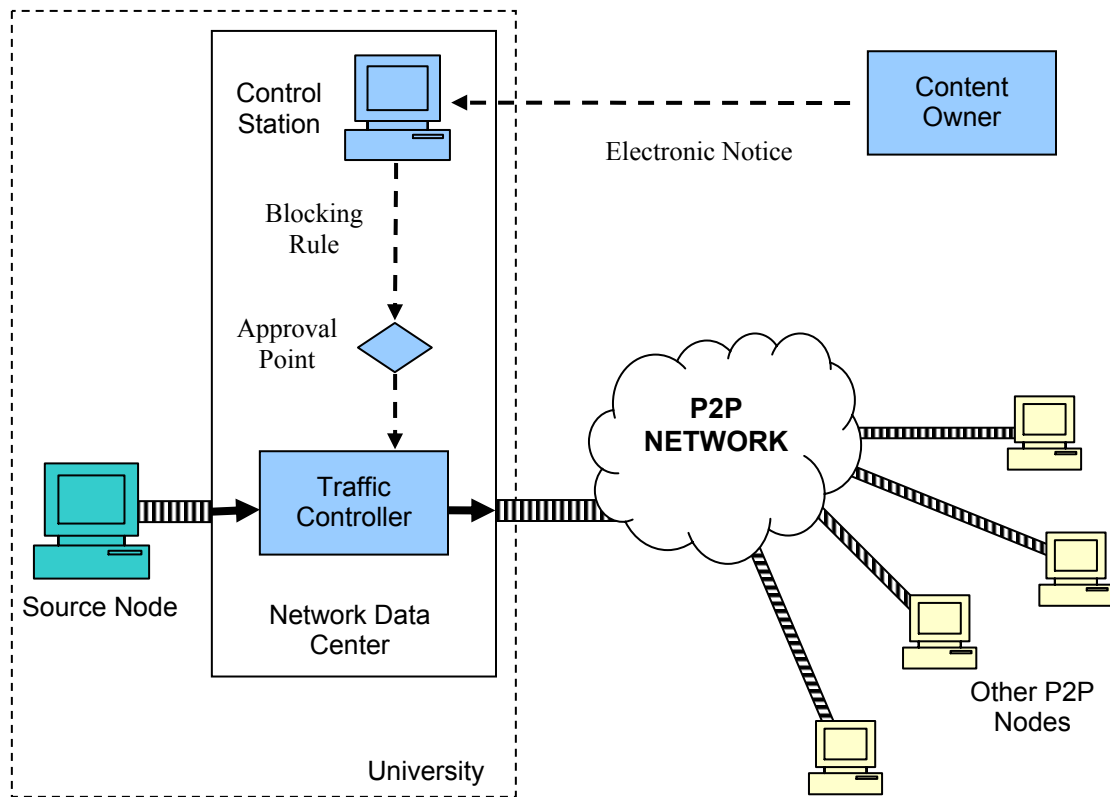 Control
Station
Content
Owner
Electronic Notice
Blocking
Rule
Approval
Point
P2P
NETWORK
Traffic
Controller
Source Node
Network Data
Center
Other P2P
Nodes
University